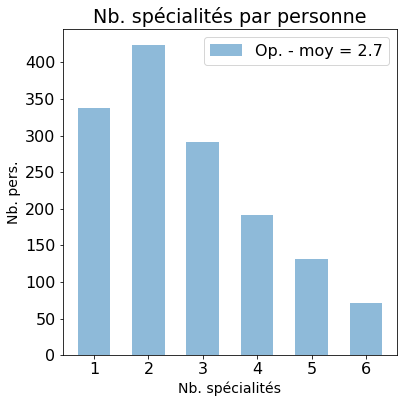 Nb. spécialités par personne
Op. - moy = 2.7
Nb. pers.
400
350
300
250
200
150
100
50
0
1 2 3 4 5 6
Nb. spécialités